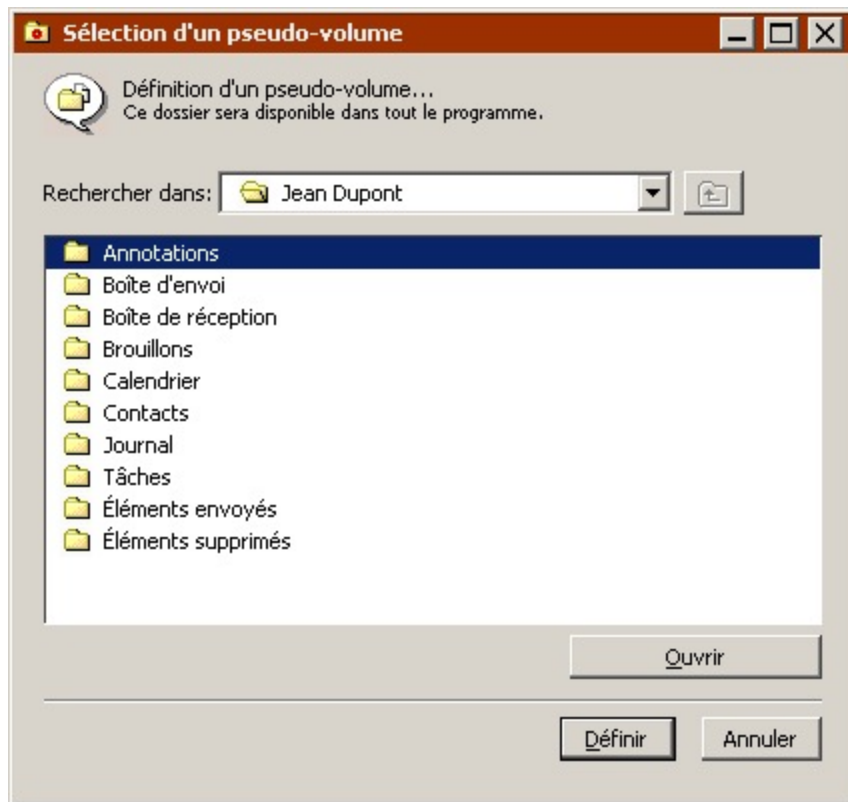 Sélection d'un pseudo-volume
Définition d'un pseudo-volume...
Ce dossier sera disponible dans tout le programme.
Rechercher dans: Jean Dupont
Annotations
Boîte d'envoi
Boîte de réception
Brouillons
Calendrier
Contacts
Journal
Tâches
Éléments envoyés
Éléments supprimés
Ouvrir
Définir Annuler